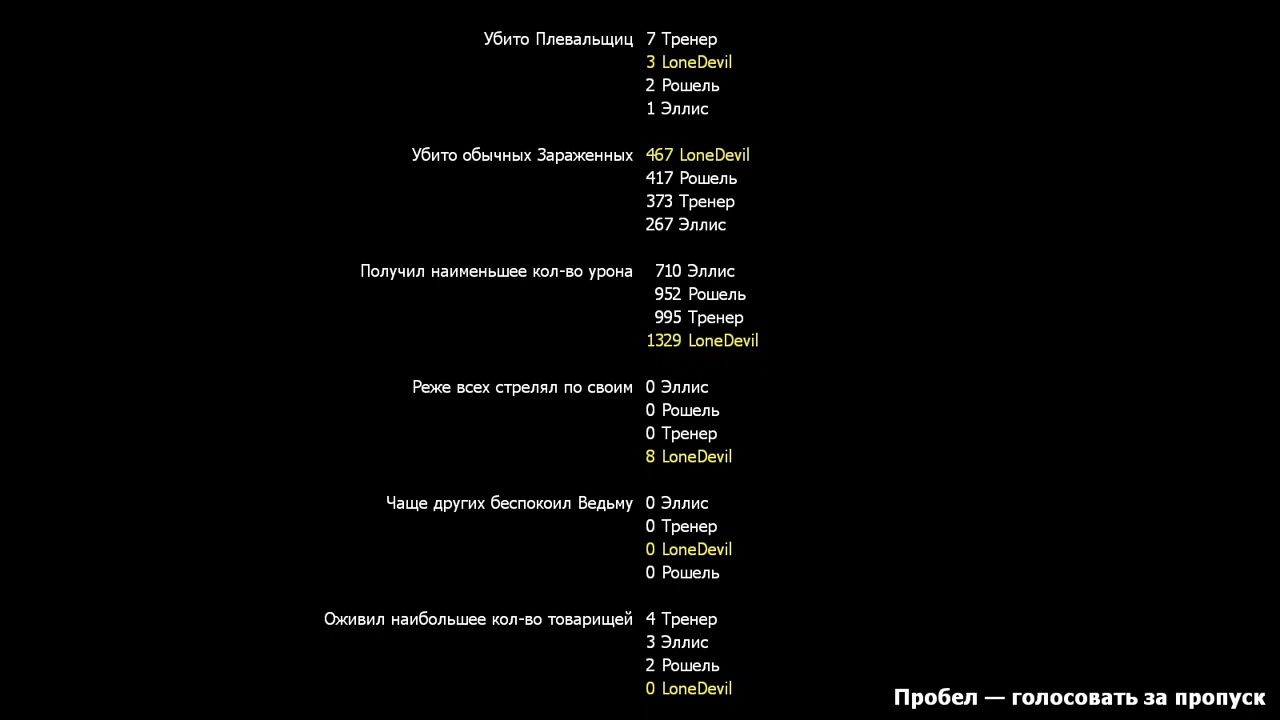 Убито Плевальщиц 7 Тренер
3 LoneDevil
2 Рошель
1 Эллис
Убито обычных Зараженных 467 LoneDevil
417 Рошель
373 Тренер
267 Эллис
Получил наименьшее кол-во урона 710 Эллис
952 Рошель
995 Тренер
1329 LoneDevil
Реже всех стрелял по своим 0 Эллис
0 Рошель
0 Тренер
8 LoneDevil
Чаще других беспокоил Ведьму 0 Эллис
0 Тренер
0 LoneDevil
0 Рошель
Оживил наибольшее кол-во товарищей 4 Тренер
3 Эллис
2 Рошель
0 LoneDevil
Пробел — голосовать за пропуск